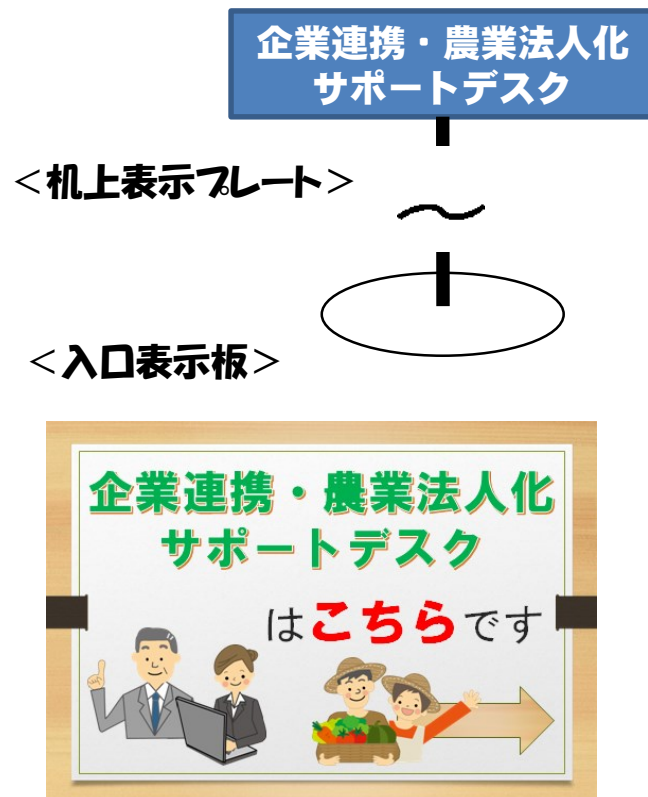 企業連携・農業法人化
サポートデスク
＜机上表示プレート＞
＜入口表示板＞
企業連携・農業法人化
サポートデスク
はこちらです